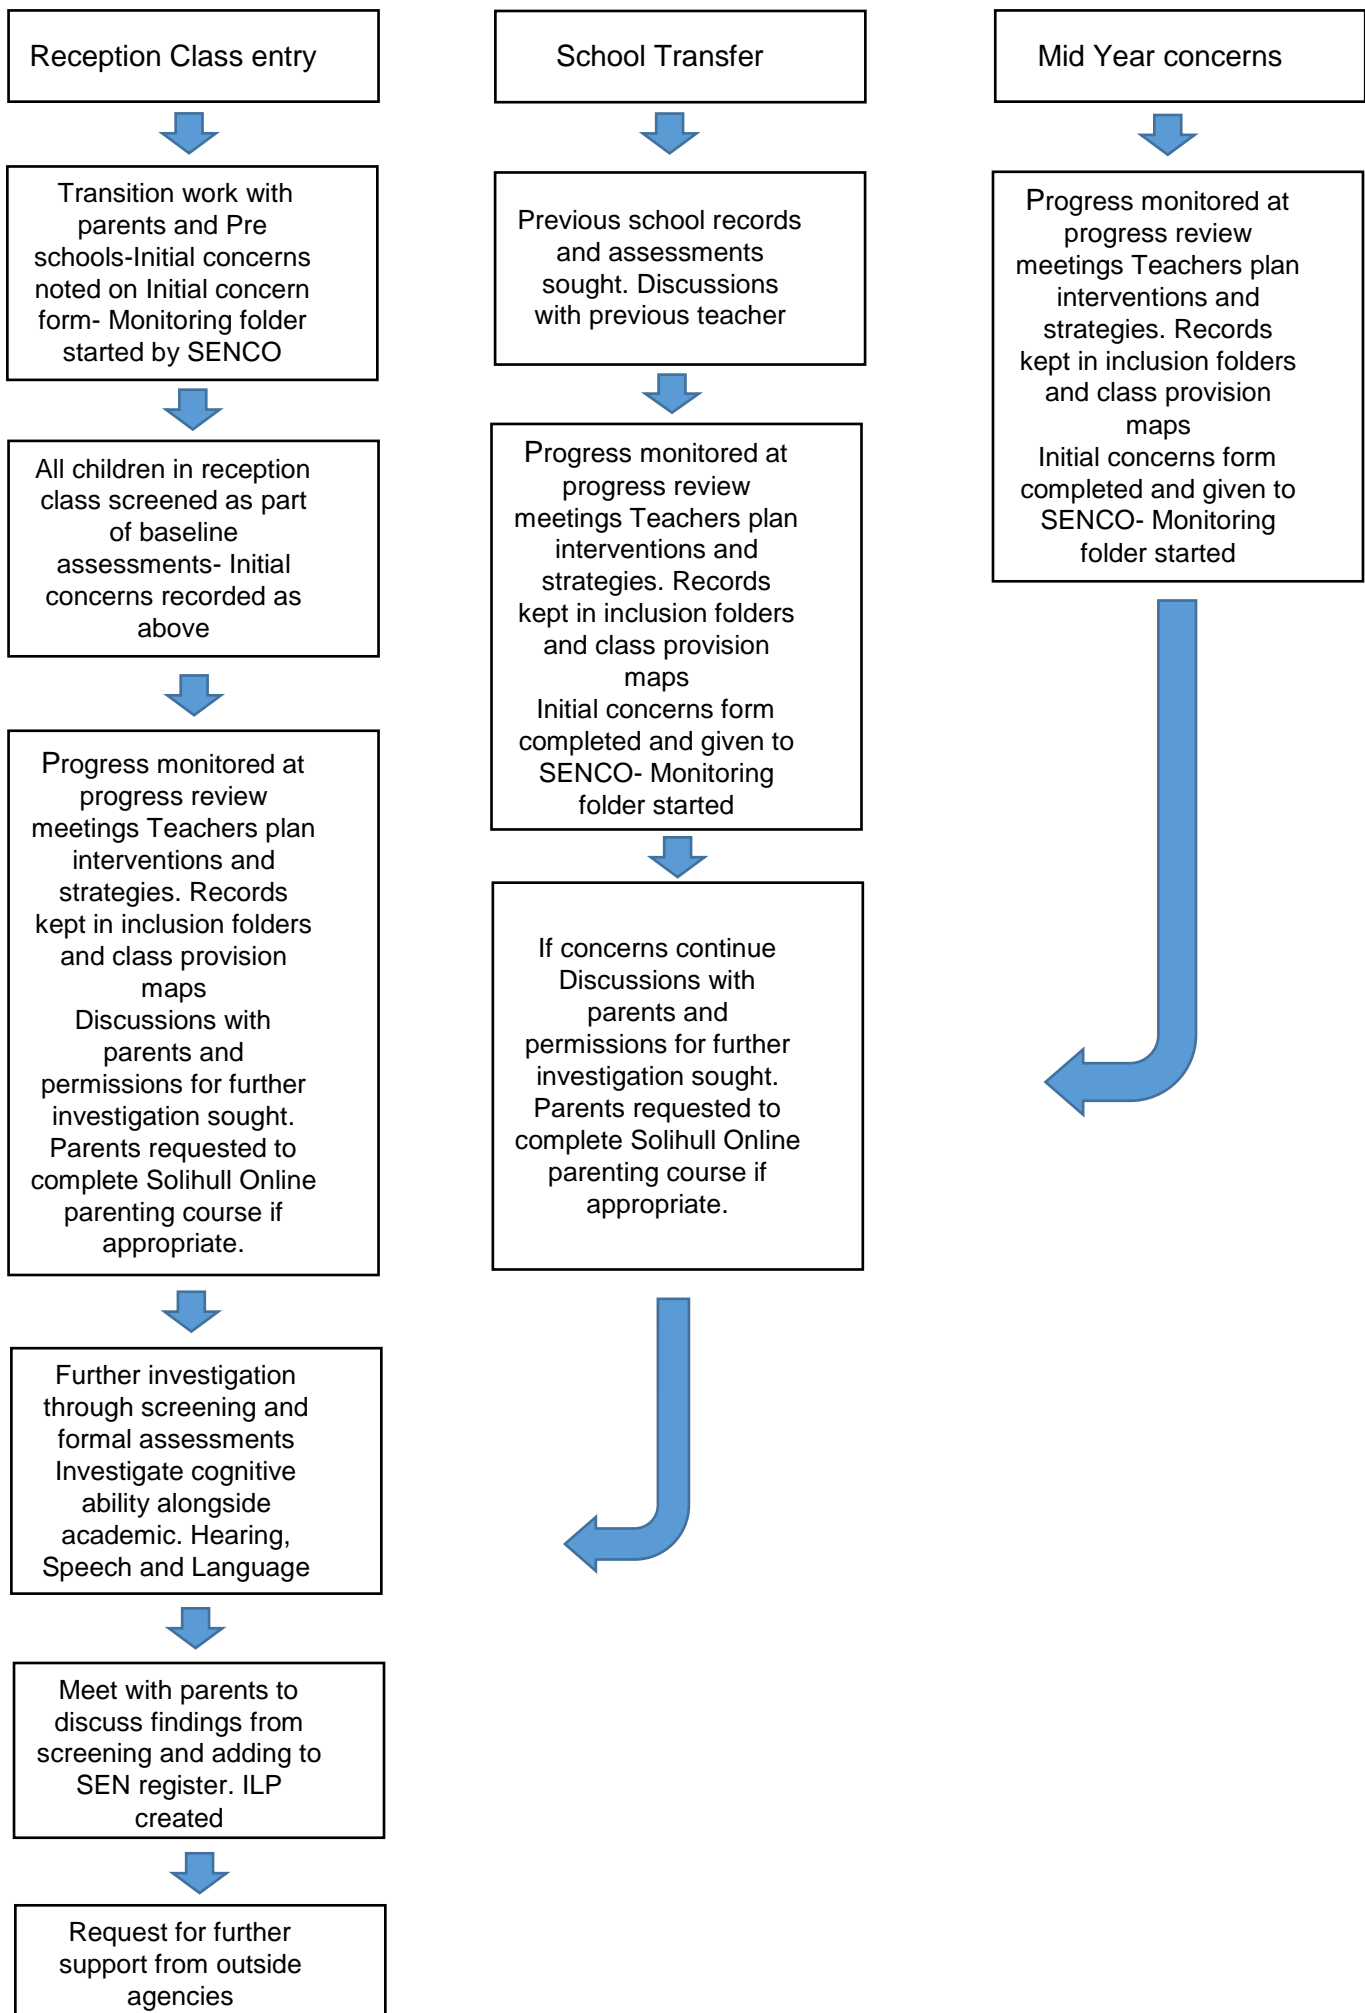 Reception Class entry
Transition work with
parents and Pre
schools-Initial concerns
noted on Initial concern
form- Monitoring folder
started by SENCO
All children in reception
class screened as part
of baseline
assessments- Initial
concerns recorded as
above
Progress monitored at
progress review
meetings Teachers plan
interventions and
strategies. Records
kept in inclusion folders
and class provision
maps
Discussions with
parents and
permissions for further
investigation sought.
Parents requested to
complete Solihull Online
parenting course if
appropriate.
Further investigation
through screening and
formal assessments
Investigate cognitive
ability alongside
academic. Hearing,
Speech and Language
Meet with parents to
discuss findings from
screening and adding to
SEN register. ILP
created
Request for further
support from outside
agencies
School Transfer
Previous school records
and assessments
sought. Discussions
with previous teacher
Progress monitored at
progress review
meetings Teachers plan
interventions and
strategies. Records
kept in inclusion folders
and class provision
maps
Initial concerns form
completed and given to
SENCO- Monitoring
folder started
If concerns continue
Discussions with
parents and
permissions for further
investigation sought.
Parents requested to
complete Solihull Online
parenting course if
appropriate.
Mid Year concerns
Progress monitored at
progress review
meetings Teachers plan
interventions and
strategies. Records
kept in inclusion folders
and class provision
maps
Initial concerns form
completed and given to
SENCO- Monitoring
folder started